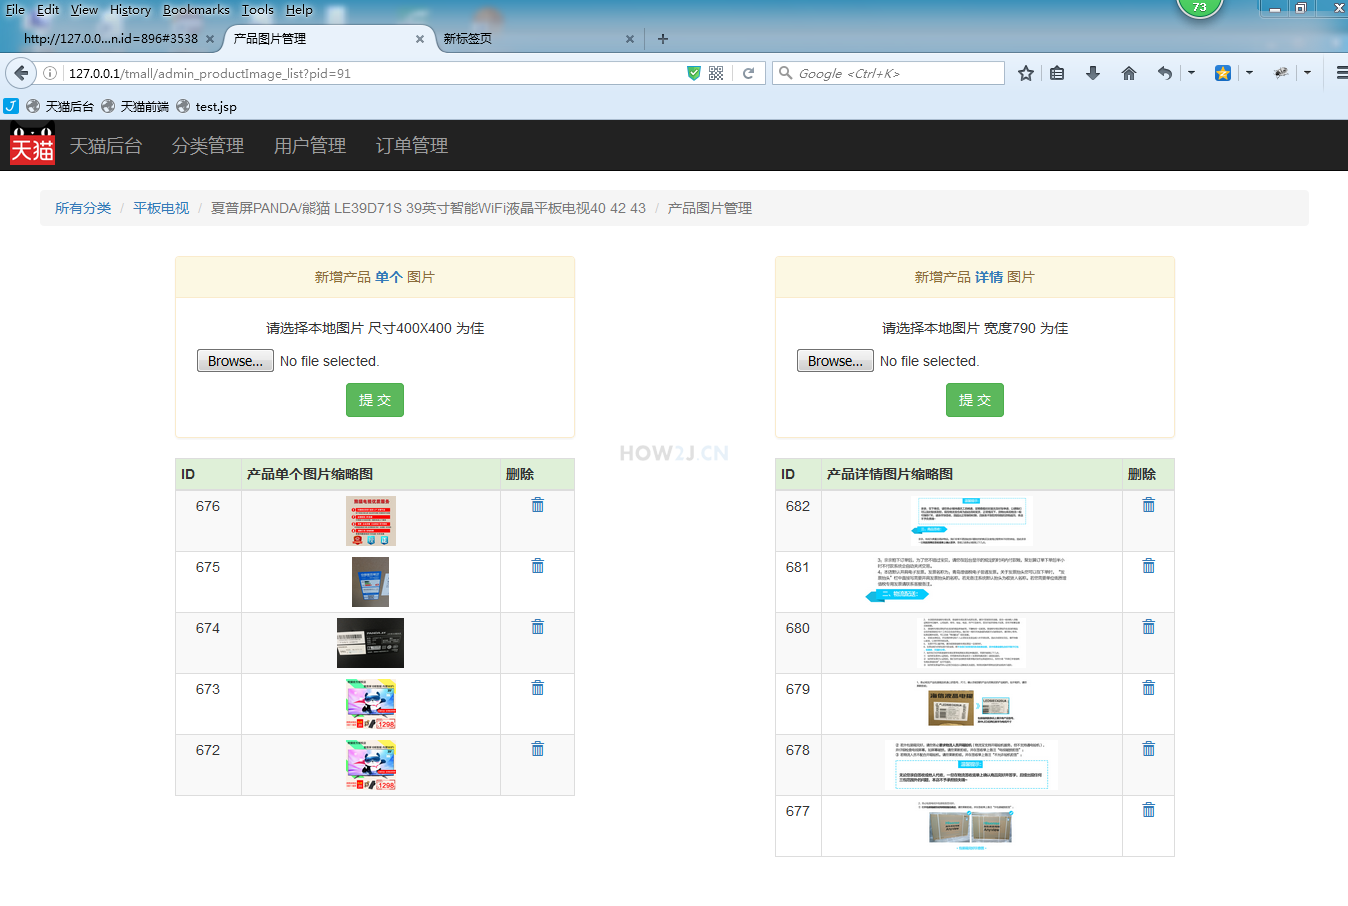 File Edit View History Bookmarks Tools Help
73
http://127.0.0...n.id=896#3538
产品图片管理
新标签页
127.0.0.1/tmall/admin_productImage_list?pid=91
Google <Ctrl+K>
天猫后台 天猫前端 test.jsp
天猫 天猫后台 分类管理 用户管理 订单管理
所有分类 / 平板电视 / 夏普屏PANDA/熊猫 LE39D71S 39英寸智能WiFi液晶平板电视40 42 43 / 产品图片管理
新增产品 单个 图片
请选择本地图片 尺寸400X400 为佳
Browse... No file selected.
提 交
新增产品 详情 图片
请选择本地图片 宽度790 为佳
Browse... No file selected.
提 交
HOW2J.CN
ID 产品单个图片缩略图 删除
676
675
674
673
1298
672
1298
ID 产品详情图片缩略图 删除
682
681
二、物流配送：
680
679
678
677